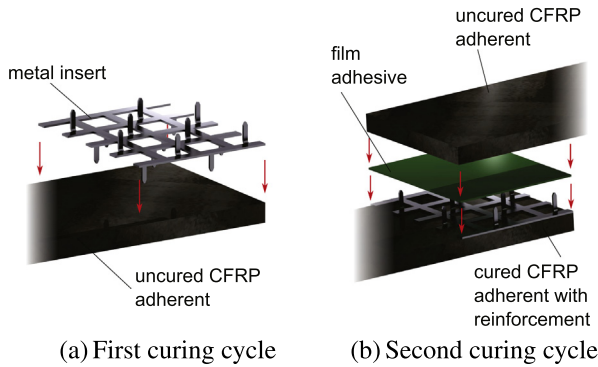 metal insert
uncured CFRP
adherent
(a) First curing cycle
uncured CFRP
adherent
film
adhesive
cured CFRP
adherent with
reinforcement
(b) Second curing cycle